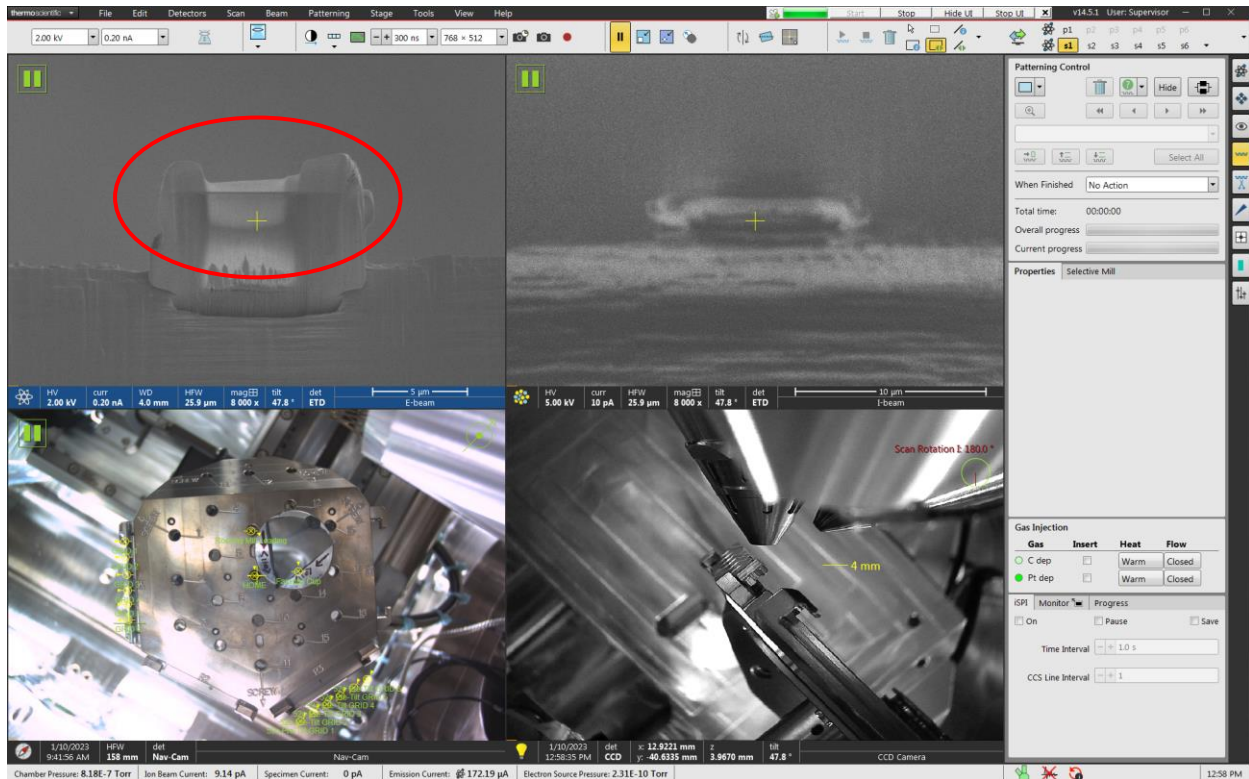 thermoscientific File Edit Detectors Scan Beam Patterning Stage Tools View Help Start Stop Hide UI Stop UI X v14.5.1 User: Supervisor
2.00 kV 0.20 nA 300 ns 768 × 512 p1 p2 p3 p4 p5 p6
s1 s2 s3 s4 s5 s6
Patterning Control
Hide
Select All
When Finished No Action
Total time: 00:00:00
Overall progress
Current progress
Properties Selective Mill
HV curr WD HFW mag tilt det 5 µm
2.00 kV 0.20 nA 4.0 mm 25.9 µm 8 000 x 47.8 ° ETD E-beam
HV curr HFW mag tilt det 10 µm
5.00 kV 10 pA 25.9 µm 8 000 x 47.8 ° ETD I-beam
HOME
GRID 4
GRID 1
Scan Rotation I: 180.0 °
4 mm
Gas Injection
Gas Insert Heat Flow
C dep Warm Closed
Pt dep Warm Closed
iSPI Monitor Progress
On Pause Save
Time Interval 1.0 s
CCS Line Interval 1
1/10/2023 HFW det
9:41:56 AM 158 mm Nav-Cam Nav-Cam
1/10/2023 det x: 12.9221 mm z tilt
12:58:35 PM CCD y: -40.6335 mm 3.9670 mm 47.8 ° CCD Camera
Chamber Pressure: 8.18E-7 Torr Ion Beam Current: 9.14 pA Specimen Current: 0 pA Emission Current: 172.19 µA Electron Source Pressure: 2.31E-10 Torr 12:58 PM